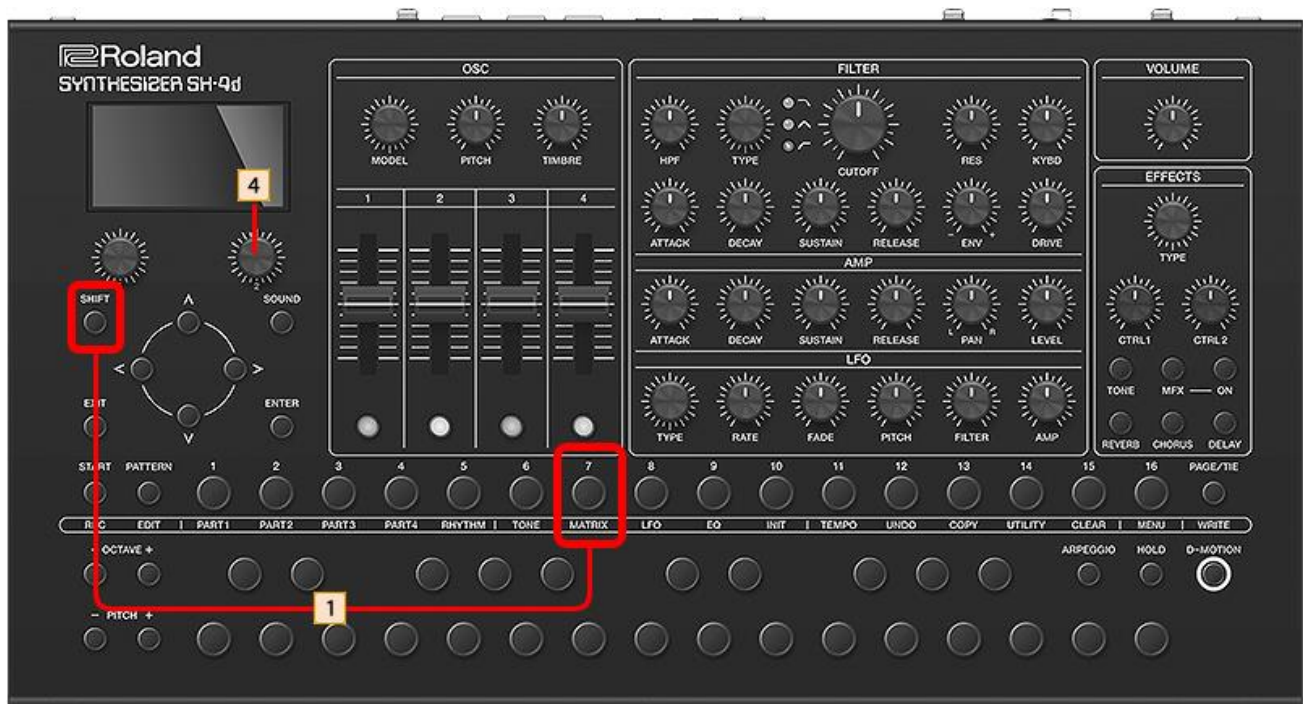 Roland
SYNTHESIZER SH-4d
OSC
MODEL PITCH TIMBRE
1 2 3 4
FILTER
HPF TYPE CUTOFF RES KYBD
ATTACK DECAY SUSTAIN RELEASE - ENV + DRIVE
AMP
ATTACK DECAY SUSTAIN RELEASE L PAN R LEVEL
LFO
TYPE RATE FADE PITCH FILTER AMP
VOLUME
EFFECTS
TYPE
CTRL1 CTRL2
TONE MFX — ON
REVERB CHORUS DELAY
4
2
SHIFT ∧ SOUND
< >
EXIT ∨ ENTER
START PATTERN 1 2 3 4 5 6 7 8 9 10 11 12 13 14 15 16 PAGE/TIE
REC EDIT | PART1 PART2 PART3 PART4 RHYTHM | TONE MATRIX LFO EQ INIT | TEMPO UNDO COPY UTILITY CLEAR | MENU | WRITE
- OCTAVE + ARPEGGIO HOLD D-MOTION
1
- PITCH +